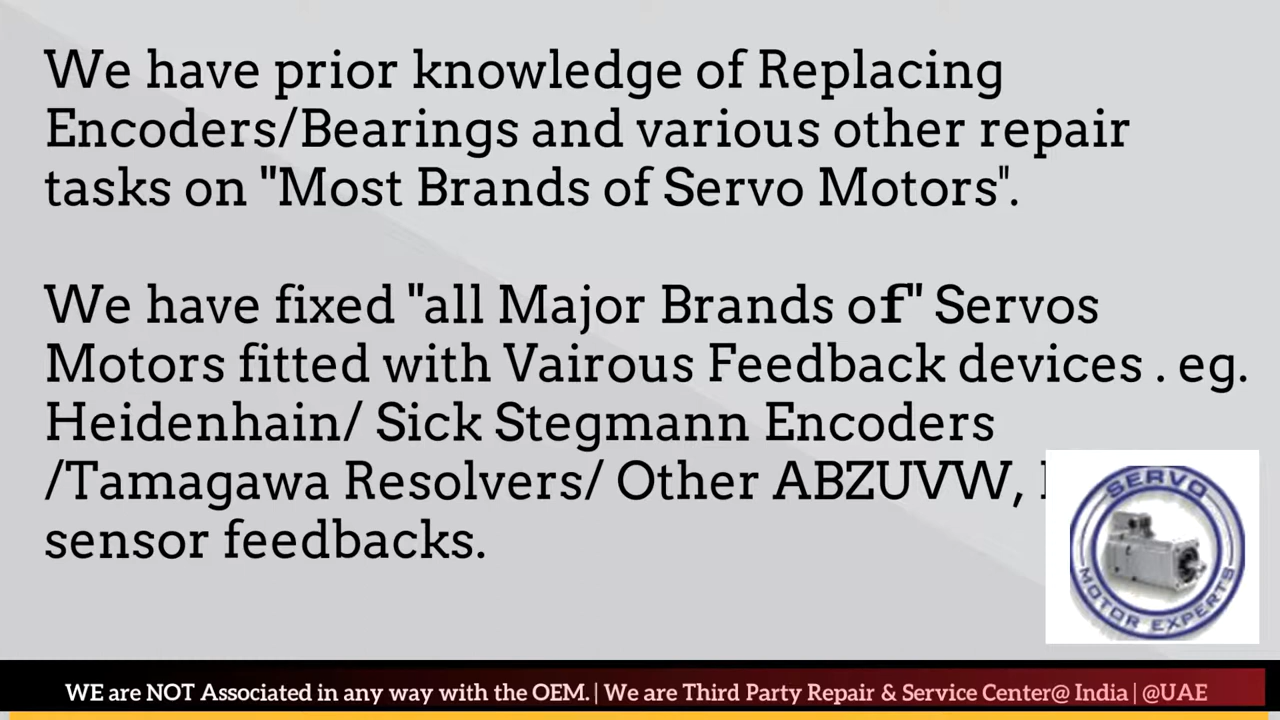 We have prior knowledge of Replacing
Encoders/Bearings and various other repair
tasks on "Most Brands of Servo Motors".
We have fixed "all Major Brands of" Servos
Motors fitted with Vairous Feedback devices . eg.
Heidenhain/ Sick Stegmann Encoders
/Tamagawa Resolvers/ Other ABZUVW,
sensor feedbacks.
SERVO
MOTOR EXPERTS
WE are NOT Associated in any way with the OEM. | We are Third Party Repair & Service Center@ India | @UAE